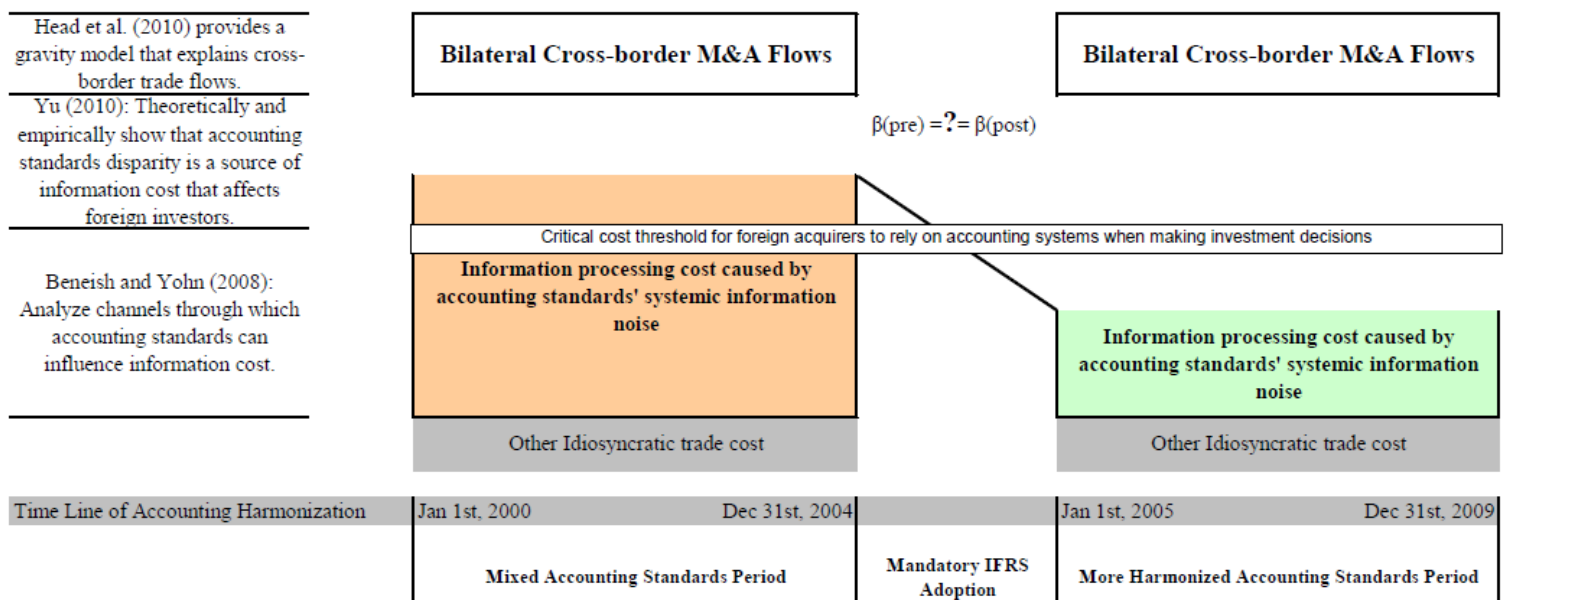 Head et al. (2010) provides a
gravity model that explains cross-
border trade flows.
Yu (2010): Theoretically and
empirically show that accounting
standards disparity is a source of
information cost that affects
foreign investors.
Beneish and Yohn (2008):
Analyze channels through which
accounting standards can
influence information cost.
Bilateral Cross-border M&A Flows
Bilateral Cross-border M&A Flows
β(pre) =?= β(post)
Critical cost threshold for foreign acquirers to rely on accounting systems when making investment decisions
Information processing cost caused by
accounting standards' systemic information
noise
Information processing cost caused by
accounting standards' systemic information
noise
Other Idiosyncratic trade cost
Other Idiosyncratic trade cost
Time Line of Accounting Harmonization
Jan 1st, 2000
Dec 31st, 2004
Jan 1st, 2005
Dec 31st, 2009
Mixed Accounting Standards Period
Mandatory IFRS
Adoption
More Harmonized Accounting Standards Period